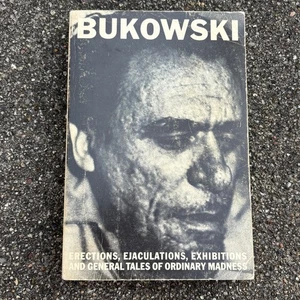 BUKOWSKI
ERECTIONS, EJACULATIONS, EXHIBITIONS
AND GENERAL TALES OF ORDINARY MADNESS